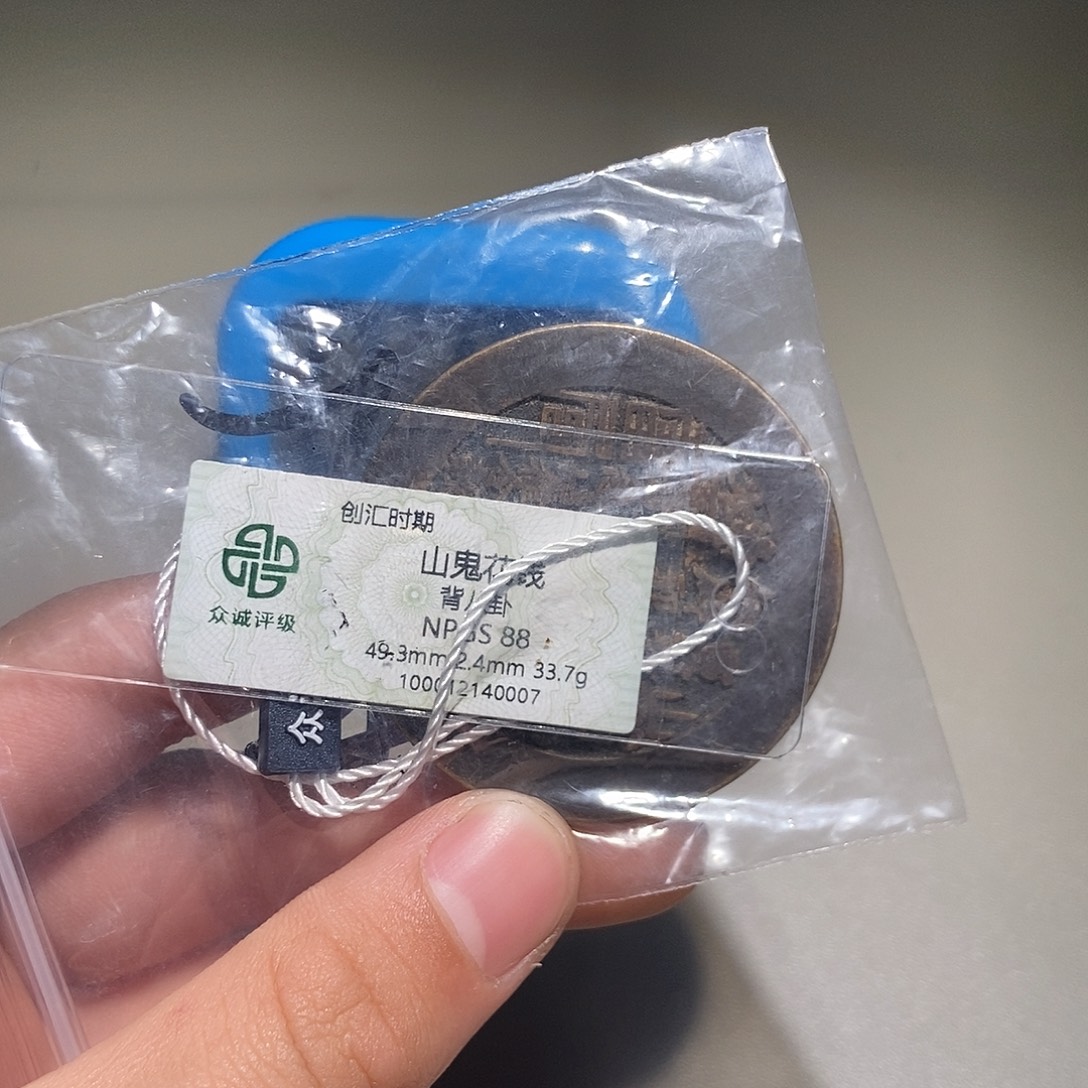 创汇时期
山鬼花钱
背八卦
NPGS 88
49.3mm 2.4mm 33.7g
100012140007
众诚评级
众